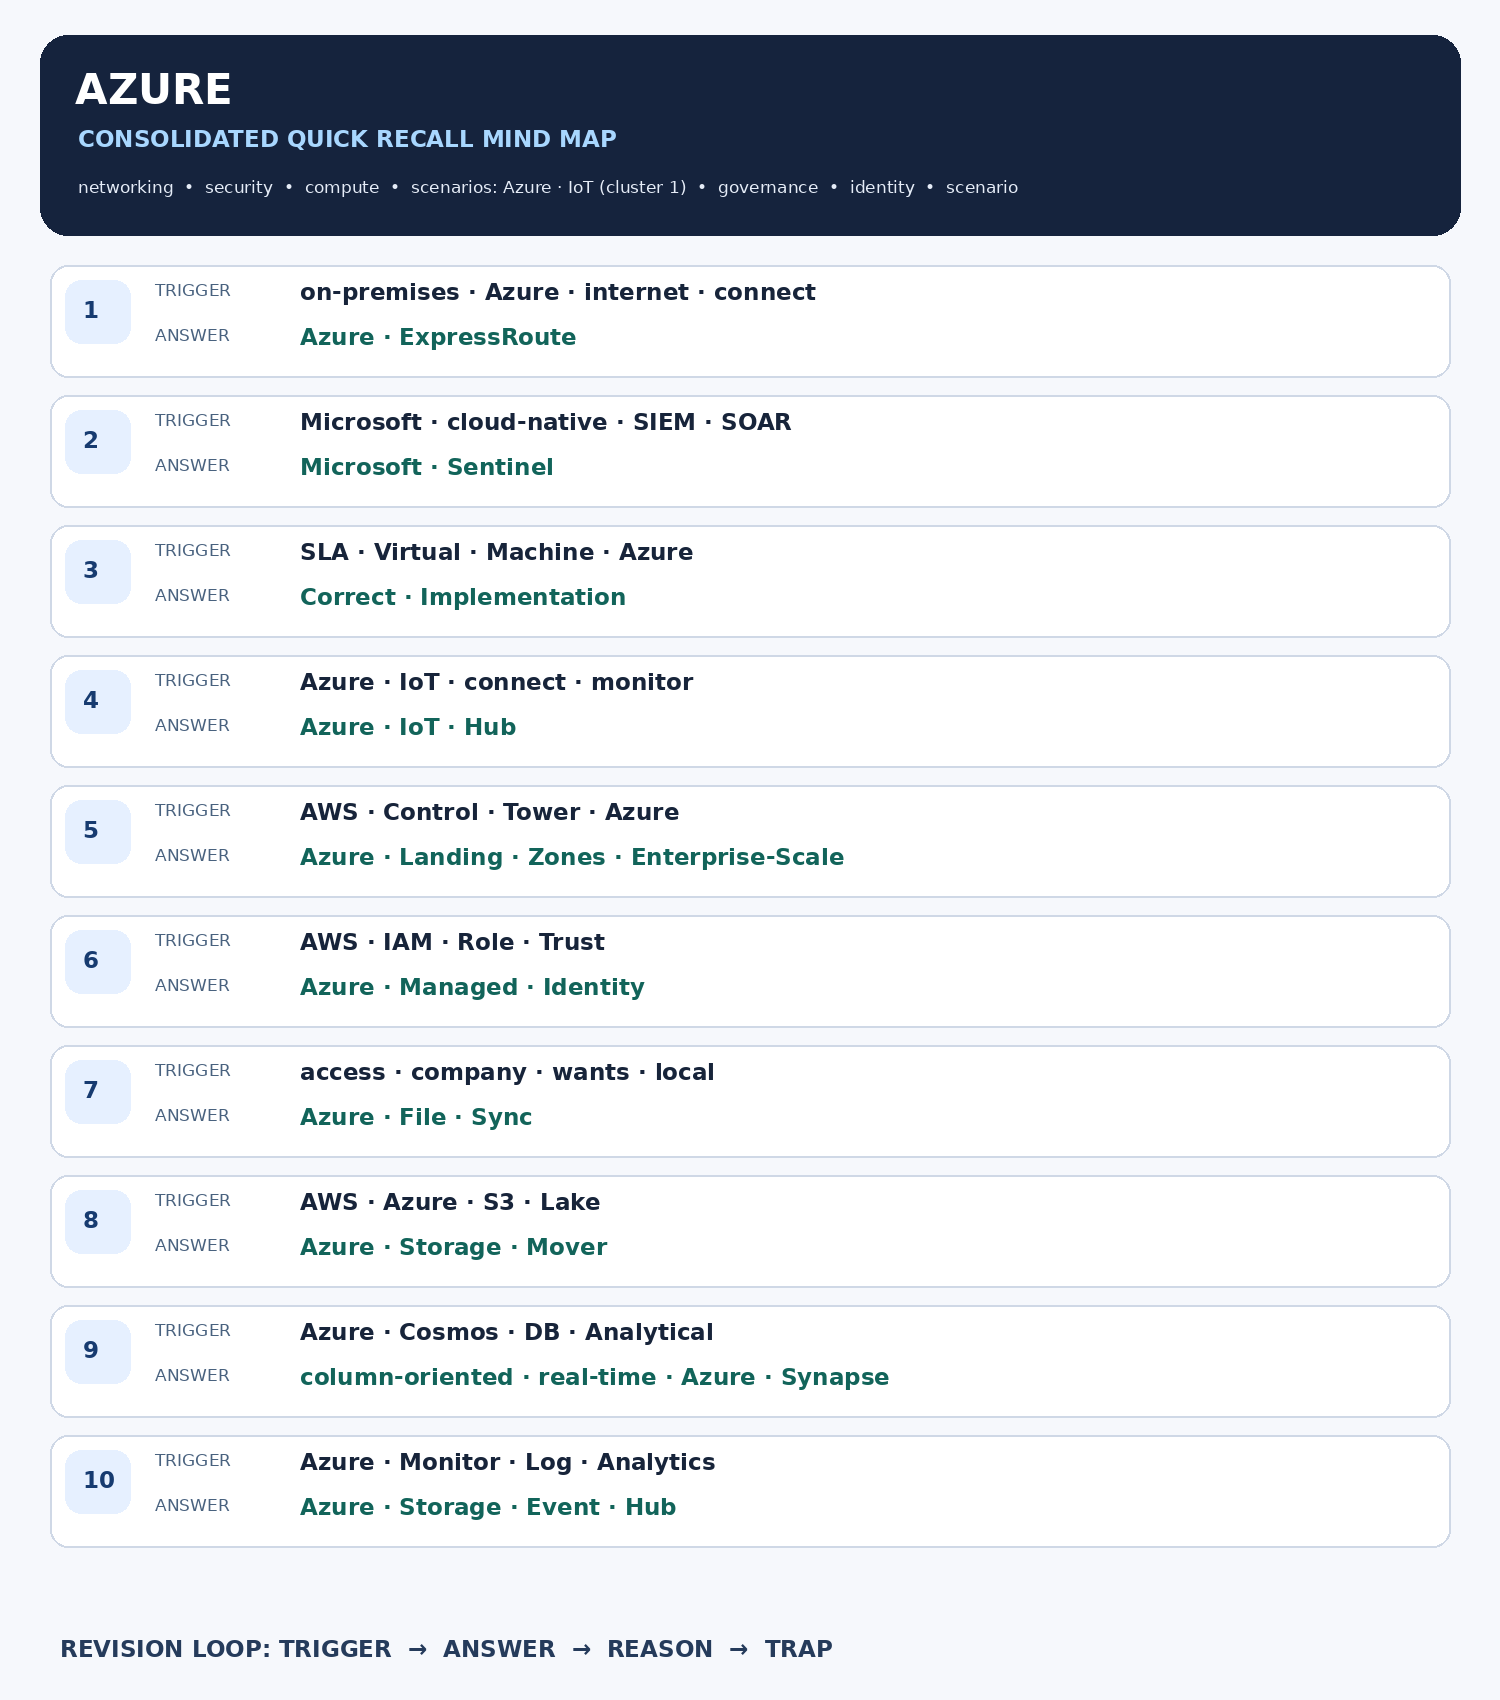 AZURE
CONSOLIDATED QUICK RECALL MIND MAP
networking • security • compute • scenarios: Azure · IoT (cluster 1) • governance • identity • scenario
1
TRIGGER on-premises · Azure · internet · connect
ANSWER Azure · ExpressRoute
2
TRIGGER Microsoft · cloud-native · SIEM · SOAR
ANSWER Microsoft · Sentinel
3
TRIGGER SLA · Virtual · Machine · Azure
ANSWER Correct · Implementation
4
TRIGGER Azure · IoT · connect · monitor
ANSWER Azure · IoT · Hub
5
TRIGGER AWS · Control · Tower · Azure
ANSWER Azure · Landing · Zones · Enterprise-Scale
6
TRIGGER AWS · IAM · Role · Trust
ANSWER Azure · Managed · Identity
7
TRIGGER access · company · wants · local
ANSWER Azure · File · Sync
8
TRIGGER AWS · Azure · S3 · Lake
ANSWER Azure · Storage · Mover
9
TRIGGER Azure · Cosmos · DB · Analytical
ANSWER column-oriented · real-time · Azure · Synapse
10
TRIGGER Azure · Monitor · Log · Analytics
ANSWER Azure · Storage · Event · Hub
REVISION LOOP: TRIGGER → ANSWER → REASON → TRAP